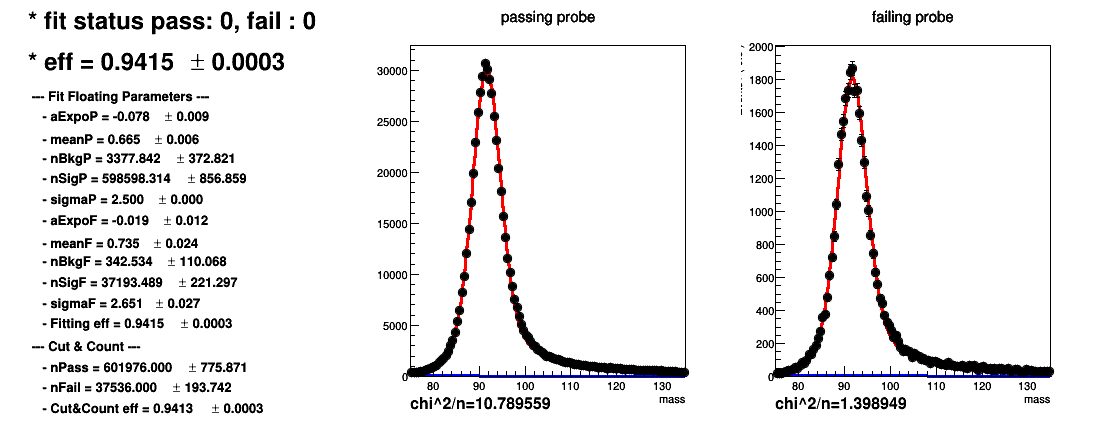 * fit status pass: 0, fail : 0
* eff = 0.9415 ± 0.0003
--- Fit Floating Parameters ---
- aExpoP = -0.078 ± 0.009
- meanP = 0.665 ± 0.006
- nBkgP = 3377.842 ± 372.821
- nSigP = 598598.314 ± 856.859
- sigmaP = 2.500 ± 0.000
- aExpoF = -0.019 ± 0.012
- meanF = 0.735 ± 0.024
- nBkgF = 342.534 ± 110.068
- nSigF = 37193.489 ± 221.297
- sigmaF = 2.651 ± 0.027
- Fitting eff = 0.9415 ± 0.0003
--- Cut & Count ---
- nPass = 601976.000 ± 775.871
- nFail = 37536.000 ± 193.742
- Cut&Count eff = 0.9413 ± 0.0003
passing probe
30000
25000
20000
15000
10000
5000
0
80 90 100 110 120 130
mass
chi^2/n=10.789559
failing probe
2000
1800
1600
1400
1200
1000
800
600
400
200
0
80 90 100 110 120 130
mass
chi^2/n=1.398949